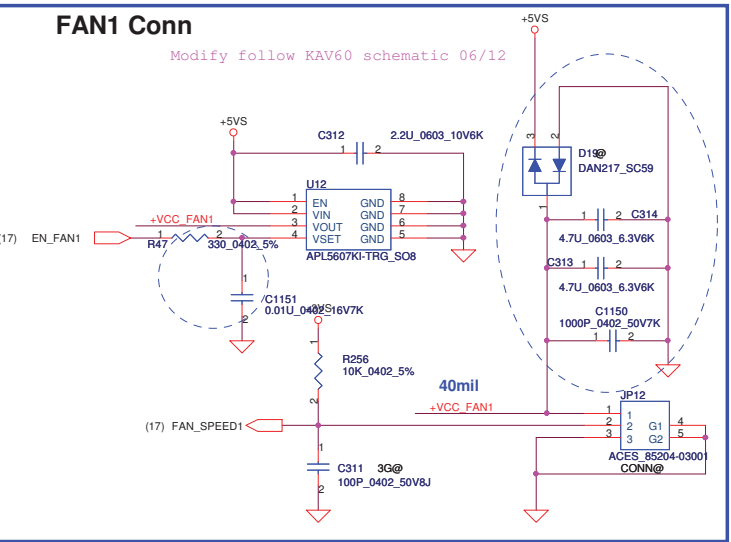 FAN1 Conn
Modify follow KAV60 schematic 06/12
+5VS
+5VS
C312 2.2U_0603_10V6K
1 2
3 2
D19@
DAN217_SC59
1
U12
1 EN GND 8
2 VIN GND 7
3 VOUT GND 6
4 VSET GND 5
APL5607KI-TRG_SO8
+VCC_FAN1
(17) EN_FAN1
1 2
R47 330_0402_5%
1 2 C314
4.7U_0603_6.3V6K
C313 1 2
4.7U_0603_6.3V6K
1
C1151
0.01U_0402_16V7K
2
C1150
1000P_0402_50V7K
1 2
+3VS
1
R256
10K_0402_5%
2
40mil
+VCC_FAN1
JP12
1 1
2 2 G1 4
3 3 G2 5
ACES_85204-03001
CONN@
(17) FAN_SPEED1
1
C311 3G@
100P_0402_50V8J
2